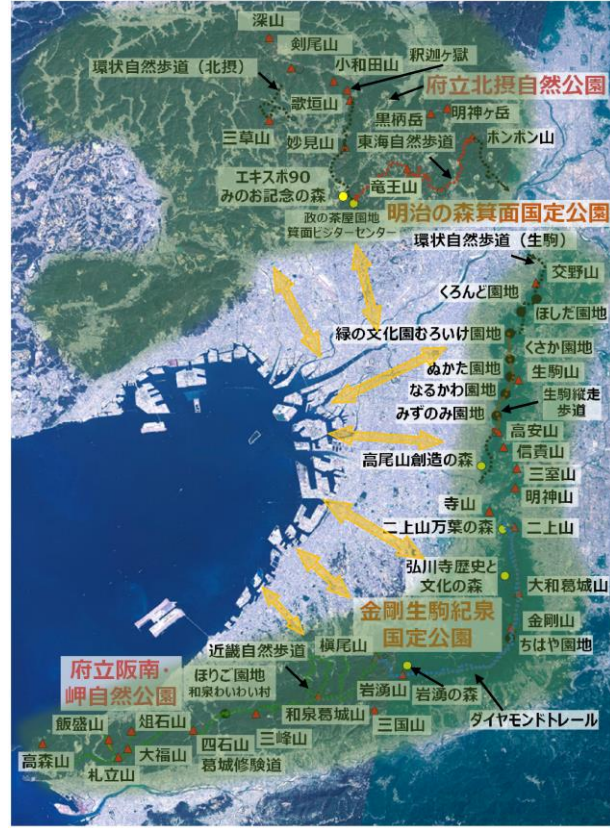 深山
剣尾山
小和田山
釈迦ヶ獄
環状自然歩道(北摂)
府立北摂自然公園
歌垣山
黒柄岳
明神ヶ岳
三草山
妙見山
東海自然歩道
ポンポン山
エキスポ90
みのお記念の森
竜王山
政の茶屋園地
箕面ビジターセンター
明治の森箕面国定公園
環状自然歩道(生駒)
交野山
くろんど園地
ほしだ園地
緑の文化園むろいけ園地
くさか園地
ぬかた園地
生駒山
なるかわ園地
生駒縦走
歩道
みずのみ園地
高安山
信貴山
高尾山創造の森
三室山
明神山
寺山
二上山万葉の森
二上山
弘川寺歴史と
文化の森
大和葛城山
金剛生駒紀泉
国定公園
金剛山
近畿自然歩道
槇尾山
ちはや園地
府立阪南・
岬自然公園
ほりご園地
和泉わいわい村
岩湧山
岩湧の森
和泉葛城山
ダイヤモンドトレール
飯盛山
俎石山
三国山
四石山
三峰山
高森山
大福山
葛城修験道
札立山